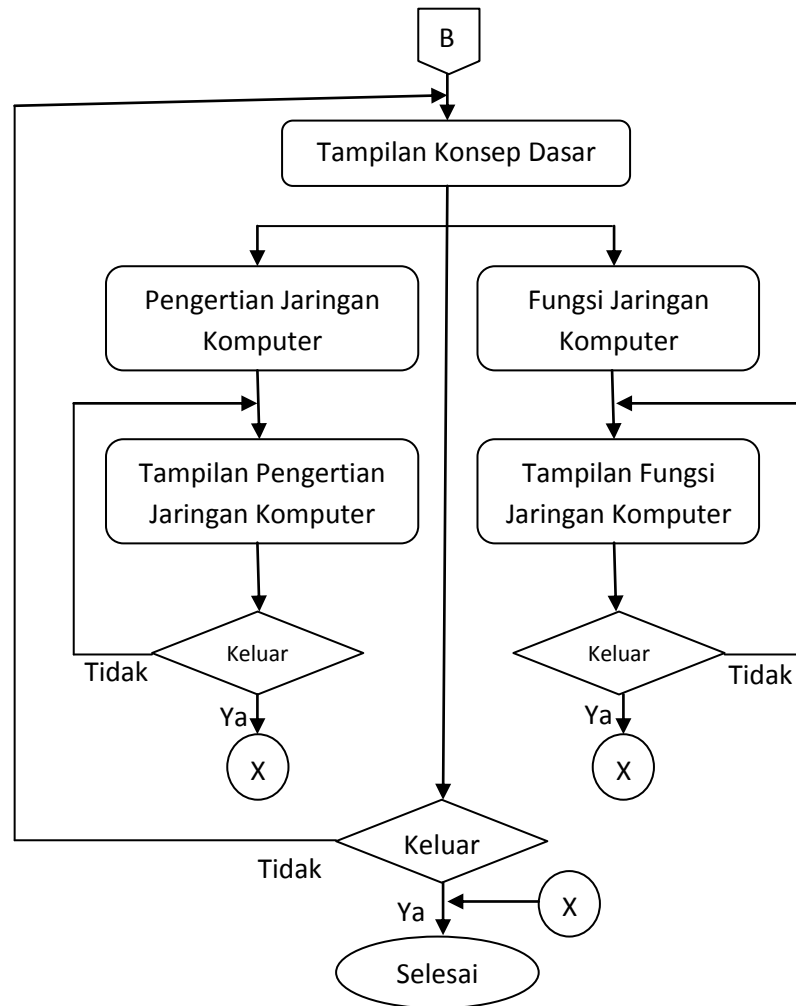 B
Tampilan Konsep Dasar
Pengertian Jaringan
Komputer
Fungsi Jaringan
Komputer
Tampilan Pengertian
Jaringan Komputer
Tampilan Fungsi
Jaringan Komputer
Keluar
Tidak
Ya
X
Keluar
Tidak
Ya
X
Keluar
Tidak
Ya
X
Selesai